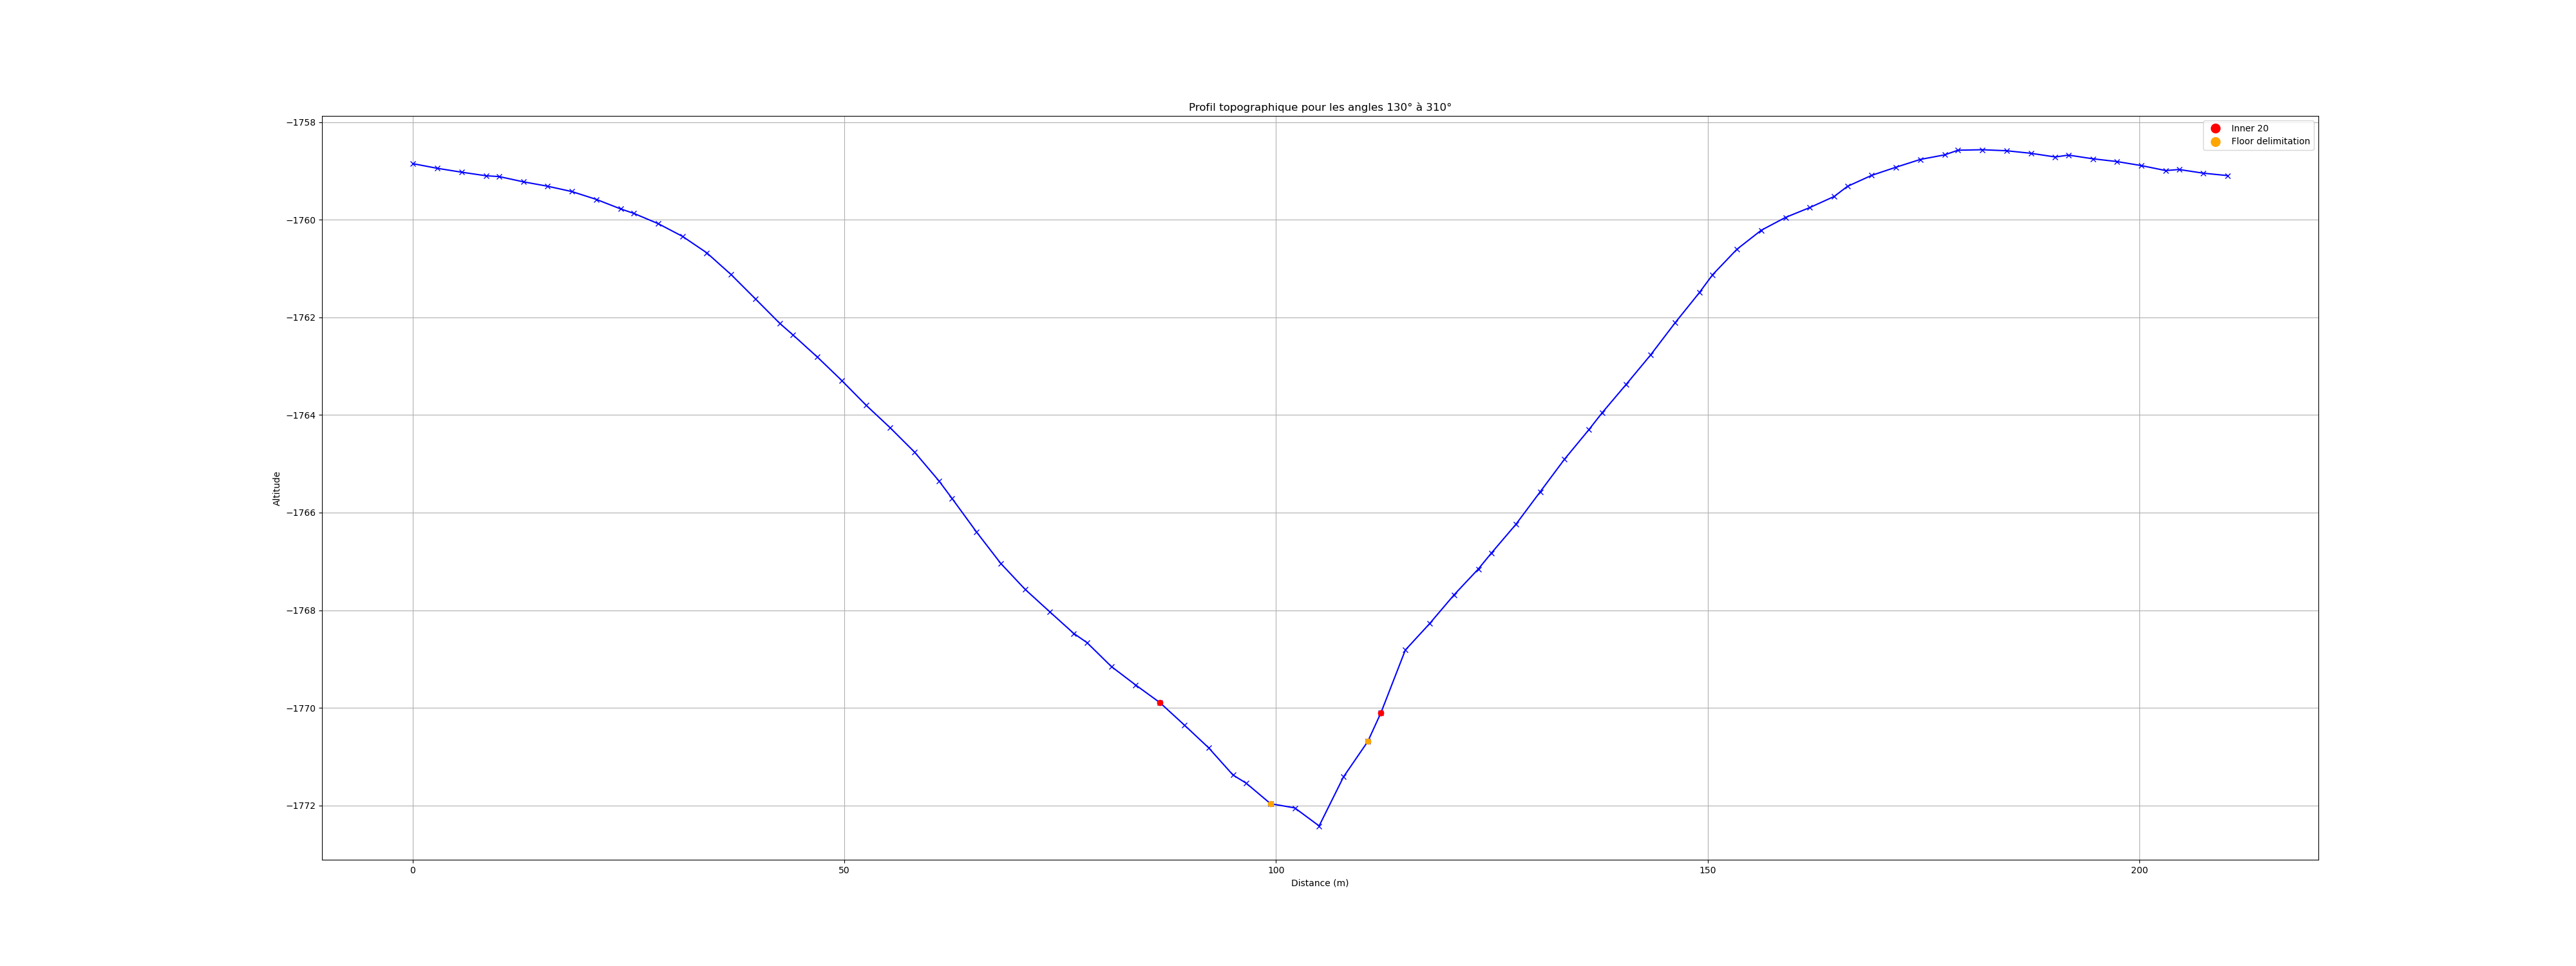 Profil topographique pour les angles 130° à 310°
Inner 20
Floor delimitation
−1758
−1760
−1762
−1764
−1766
−1768
−1770
−1772
Altitude
0 50 100 150 200
Distance (m)